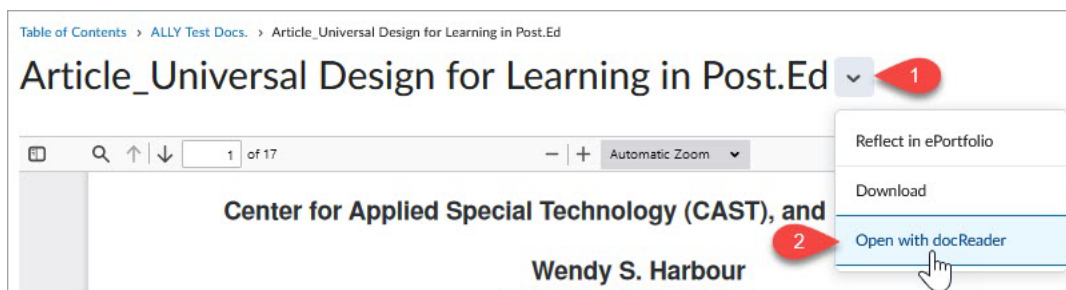 Table of Contents › ALLY Test Docs. › Article_Universal Design for Learning in Post.Ed
Article_Universal Design for Learning in Post.Ed
1
Reflect in ePortfolio
1 of 17
Automatic Zoom
Download
Center for Applied Special Technology (CAST), and
2
Open with docReader
Wendy S. Harbour